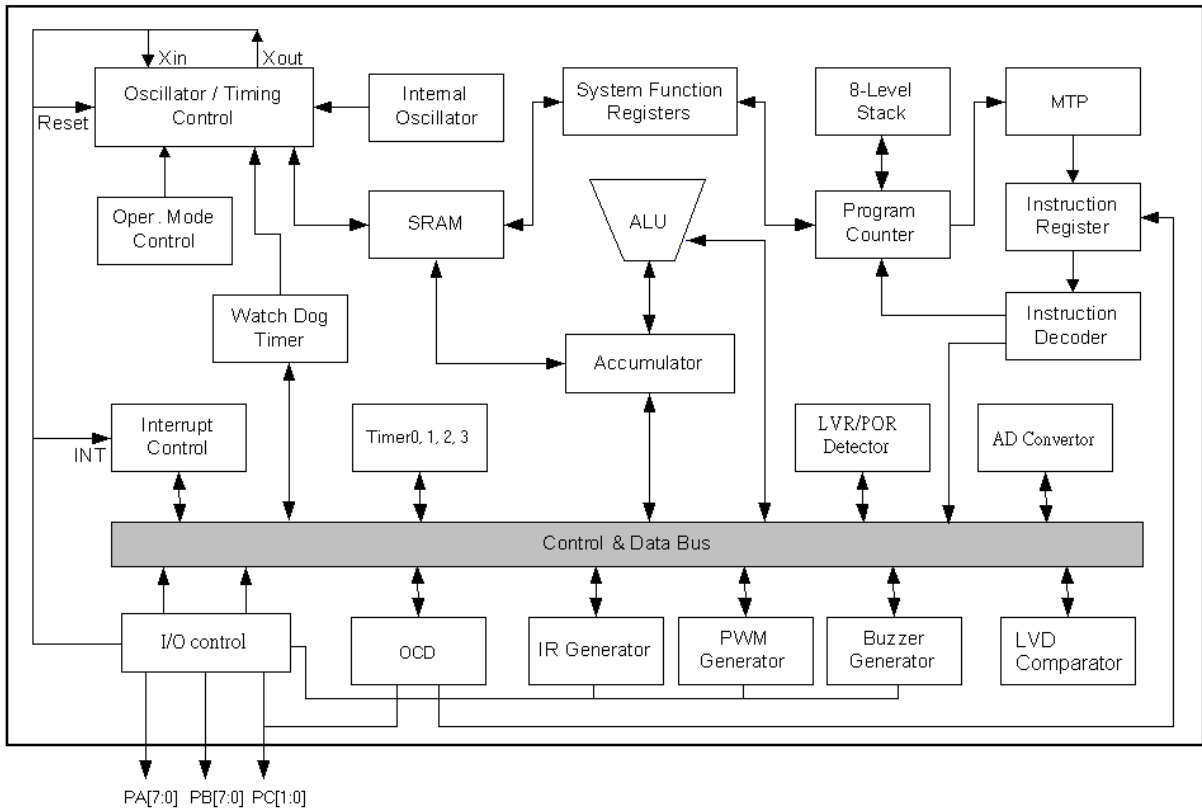 Xin
Xout
Oscillator / Timing
Control
Reset
Internal
Oscillator
System Function
Registers
8-Level
Stack
MTP
Oper. Mode
Control
SRAM
ALU
Program
Counter
Instruction
Register
Watch Dog
Timer
Accumulator
Instruction
Decoder
Interrupt
Control
INT
Timer0, 1, 2, 3
LVR/POR
Detector
AD Convertor
Control & Data Bus
I/O control
OCD
IR Generator
PWM
Generator
Buzzer
Generator
LVD
Comparator
PA[7:0]
PB[7:0]
PC[1:0]